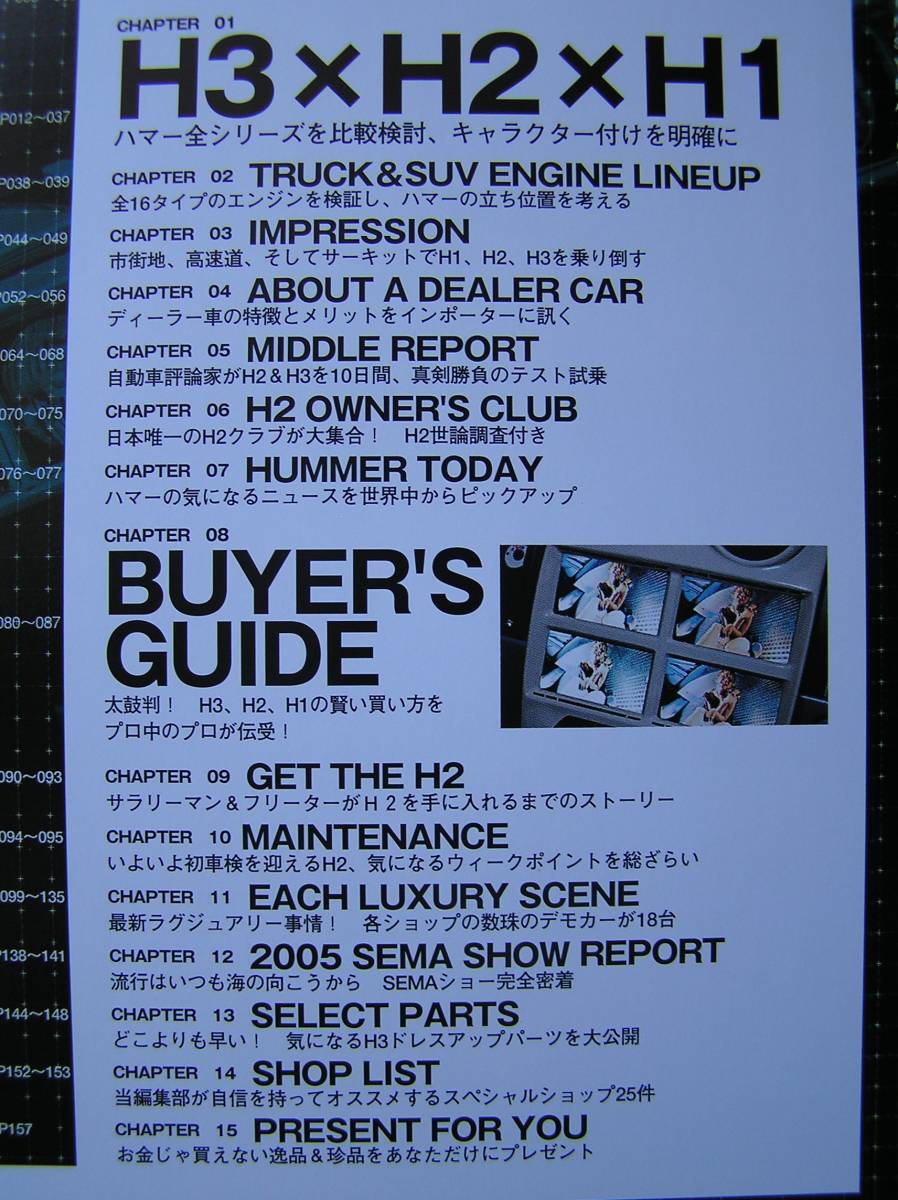 CHAPTER 01
H3×H2×H1
P012～037
ハマー全シリーズを比較検討、キャラクター付けを明確に
P038～039
CHAPTER 02 TRUCK&SUV ENGINE LINEUP
全16タイプのエンジンを検証し、ハマーの立ち位置を考える
P044～049
CHAPTER 03 IMPRESSION
市街地、高速道、そしてサーキットでH1、H2、H3を乗り倒す
P052～056
CHAPTER 04 ABOUT A DEALER CAR
ディーラー車の特徴とメリットをインポーターに訊く
064～068
CHAPTER 05 MIDDLE REPORT
自動車評論家がH2＆H3を10日間、真剣勝負のテスト試乗
070～075
CHAPTER 06 H2 OWNER'S CLUB
日本唯一のH2クラブが大集合！　H2世論調査付き
076～077
CHAPTER 07 HUMMER TODAY
ハマーの気になるニュースを世界中からピックアップ
CHAPTER 08
BUYER'S
GUIDE
080～087
太鼓判！　H3、H2、H1の賢い買い方を
プロ中のプロが伝受！
090～093
CHAPTER 09 GET THE H2
サラリーマン＆フリーターがH２を手に入れるまでのストーリー
094～095
CHAPTER 10 MAINTENANCE
いよいよ初車検を迎えるH2、気になるウィークポイントを総ざらい
099～135
CHAPTER 11 EACH LUXURY SCENE
最新ラグジュアリー事情！　各ショップの数珠のデモカーが18台
P138～141
CHAPTER 12 2005 SEMA SHOW REPORT
流行はいつも海の向こうから　SEMAショー完全密着
P144～148
CHAPTER 13 SELECT PARTS
どこよりも早い！　気になるH3ドレスアップパーツを大公開
P152～153
CHAPTER 14 SHOP LIST
当編集部が自信を持ってオススメするスペシャルショップ25件
P157
CHAPTER 15 PRESENT FOR YOU
お金じゃ買えない逸品＆珍品をあなただけにプレゼント